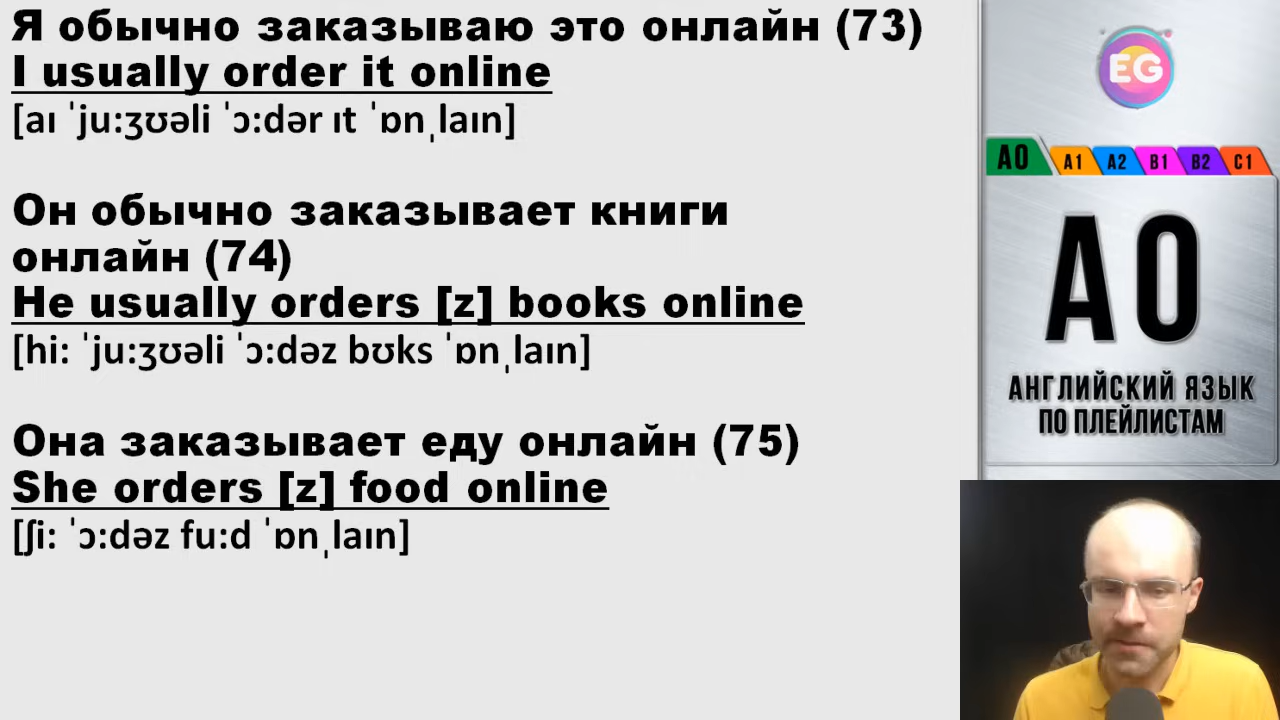 Я обычно заказываю это онлайн (73)
I usually order it online
[aɪ ˈju:ʒʊəli ˈɔ:dər ɪt ˈɒnˌlaɪn]
Он обычно заказывает книги
онлайн (74)
He usually orders [z] books online
[hi: ˈju:ʒʊəli ˈɔ:dəz bʊks ˈɒnˌlaɪn]
Она заказывает еду онлайн (75)
She orders [z] food online
[ʃi: ˈɔ:dəz fu:d ˈɒnˌlaɪn]
EG
A0 A1 A2 B1 B2 C1
A0
АНГЛИЙСКИЙ ЯЗЫК
ПО ПЛЕЙЛИСТАМ